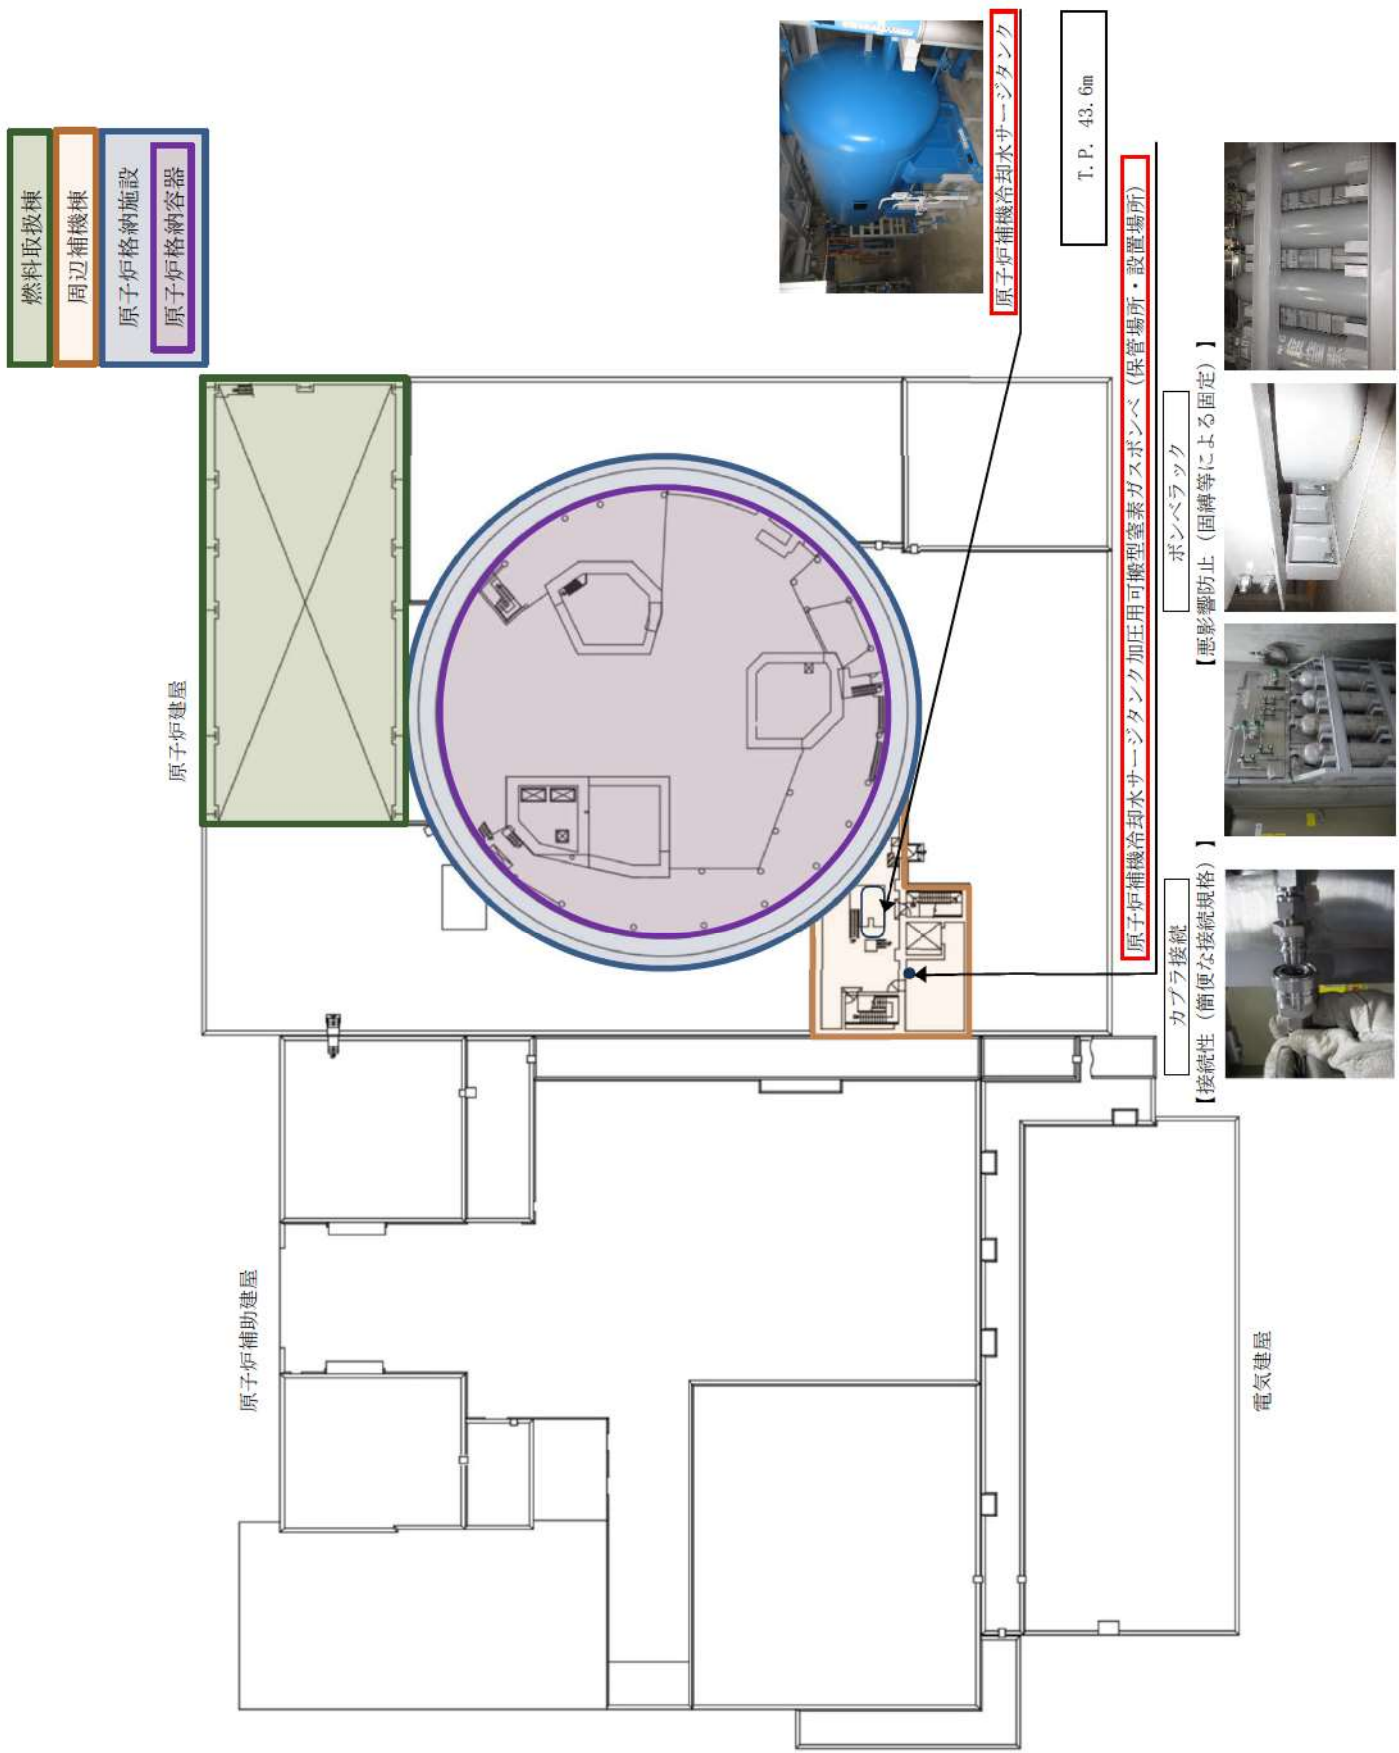 燃料取扱棟
周辺補機棟
原子炉格納施設
原子炉格納容器
原子炉建屋
原子炉補助建屋
電気建屋
原子炉補機冷却水サージタンク
T.P. 43.6m
原子炉補機冷却水サージタンク加圧用可搬型窒素ガスボンベ（保管場所・設置場所）
カプラ接続
【接続性（簡便な接続規格）】
ボンベラック
【悪影響防止（固縛等による固定）】
窒素